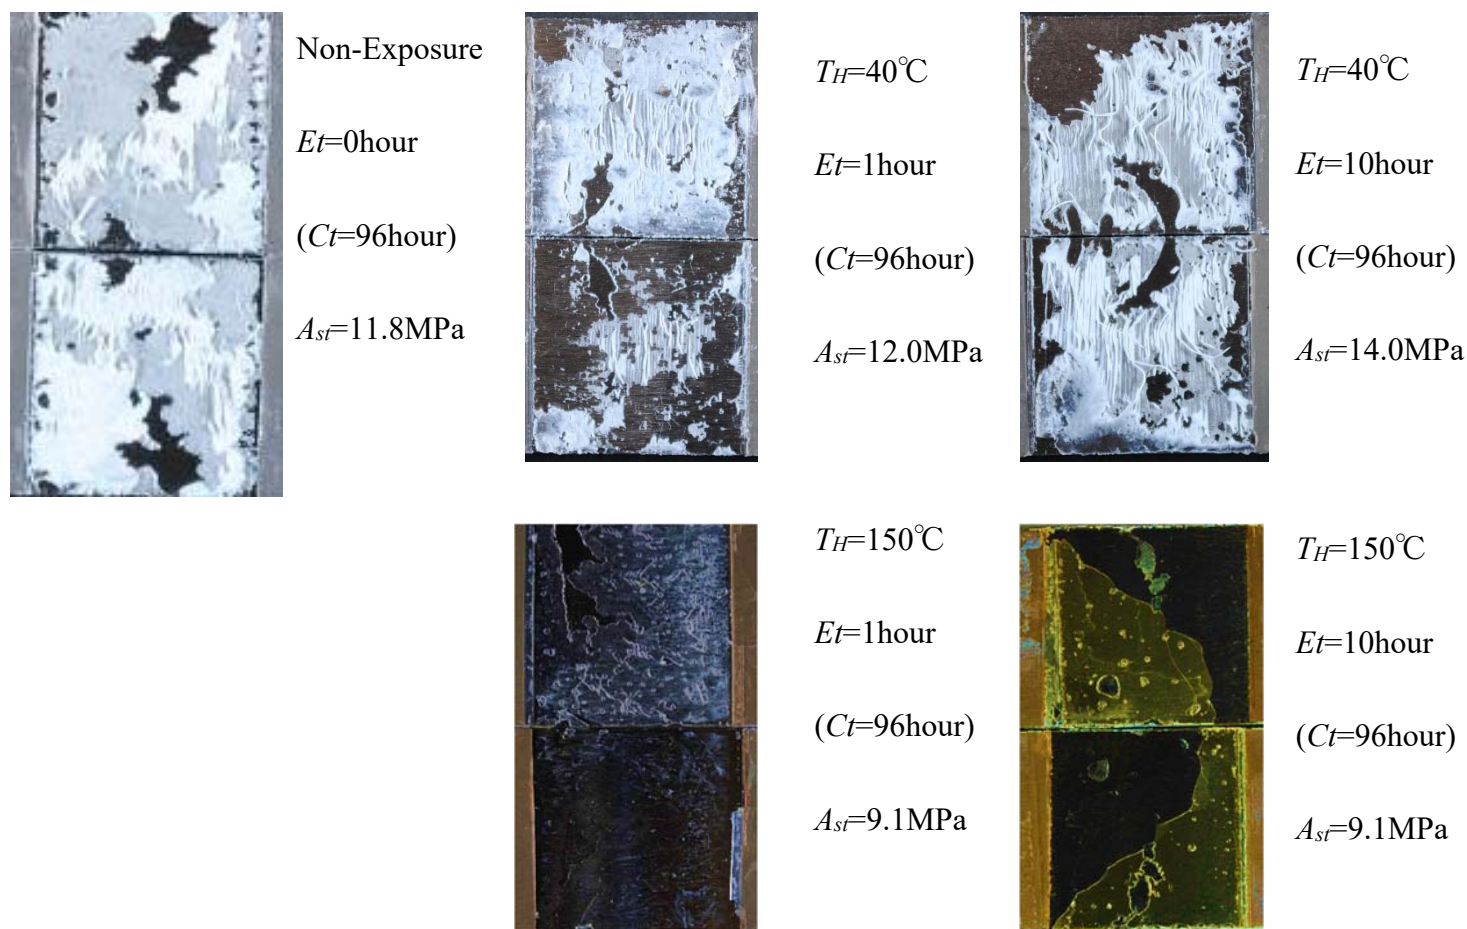 Non-Exposure
Et=0hour
(Ct=96hour)
Ast=11.8MPa
TH=40℃
Et=1hour
(Ct=96hour)
Ast=12.0MPa
TH=40℃
Et=10hour
(Ct=96hour)
Ast=14.0MPa
TH=150℃
Et=1hour
(Ct=96hour)
Ast=9.1MPa
TH=150℃
Et=10hour
(Ct=96hour)
Ast=9.1MPa